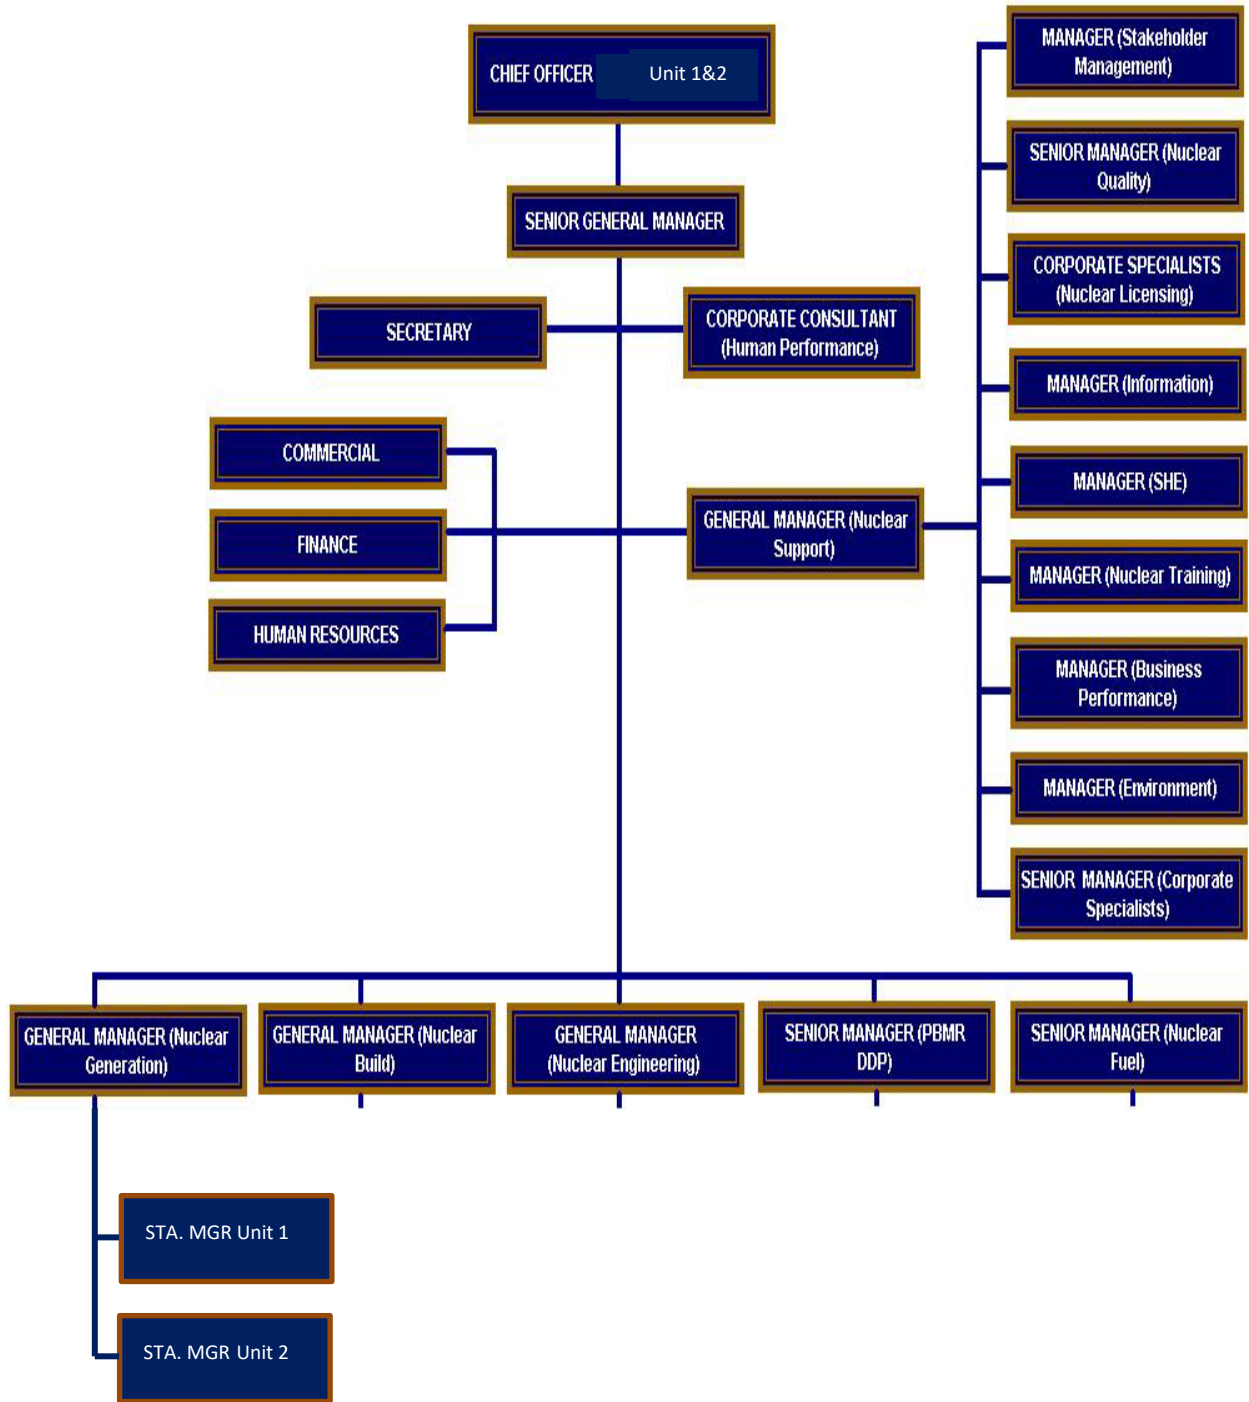 CHIEF OFFICER Unit 1&2
SENIOR GENERAL MANAGER
SECRETARY
CORPORATE CONSULTANT
(Human Performance)
COMMERCIAL
FINANCE
HUMAN RESOURCES
GENERAL MANAGER (Nuclear
Support)
MANAGER (Stakeholder
Management)
SENIOR MANAGER (Nuclear
Quality)
CORPORATE SPECIALISTS
(Nuclear Licensing)
MANAGER (Information)
MANAGER (SHE)
MANAGER (Nuclear Training)
MANAGER (Business
Performance)
MANAGER (Environment)
SENIOR MANAGER (Corporate
Specialists)
GENERAL MANAGER (Nuclear
Generation)
GENERAL MANAGER (Nuclear
Build)
GENERAL MANAGER
(Nuclear Engineering)
SENIOR MANAGER (PBMR
DDP)
SENIOR MANAGER (Nuclear
Fuel)
STA. MGR Unit 1
STA. MGR Unit 2